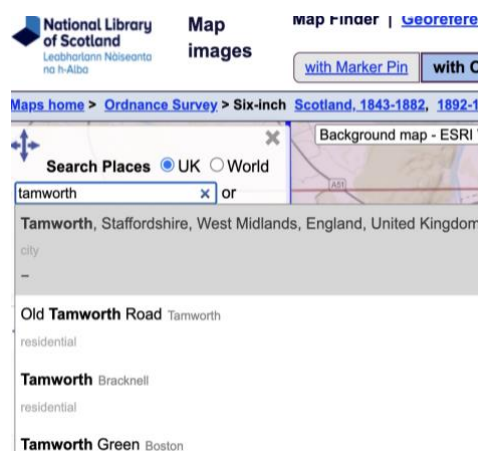 National Library
of Scotland
Leabharlann Nàiseanta
na h-Alba
Map
images
Map Finder | Georefere
with Marker Pin
with C
Maps home > Ordnance Survey > Six-inch Scotland, 1843-1882, 1892-1
Search Places UK World
Background map - ESRI
A51
tamworth × or
Tamworth, Staffordshire, West Midlands, England, United Kingdom
city
–
Old Tamworth Road Tamworth
residential
Tamworth Bracknell
residential
Tamworth Green Boston